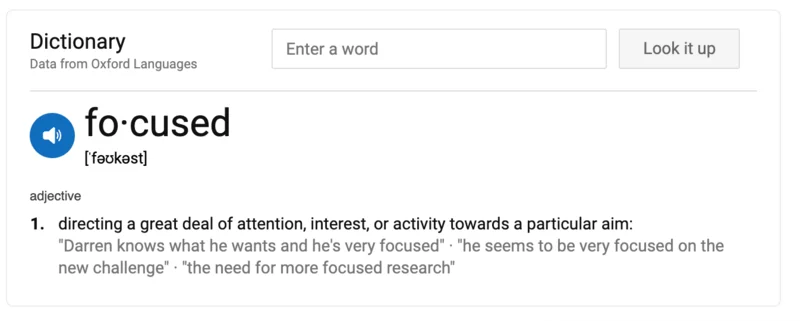 Dictionary
Data from Oxford Languages
Enter a word
Look it up
fo·cused
[ˈfəʊkəst]
adjective
1. directing a great deal of attention, interest, or activity towards a particular aim:
"Darren knows what he wants and he's very focused" · "he seems to be very focused on the
new challenge" · "the need for more focused research"